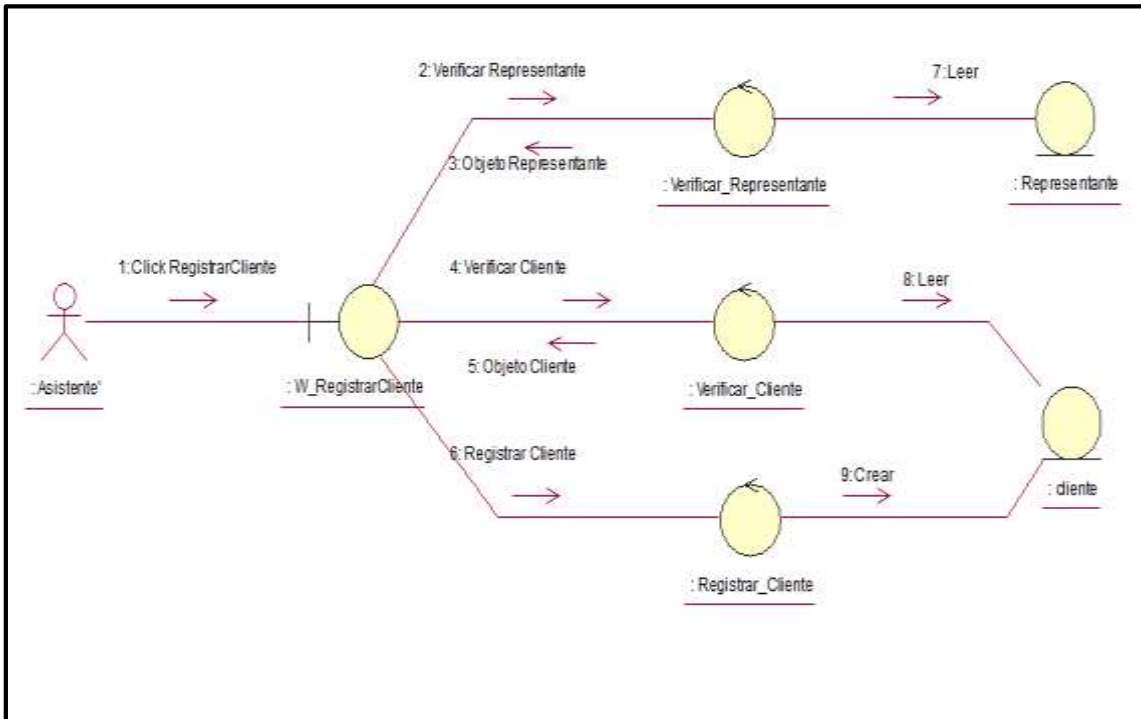 2:Verificar Representante
7:Leer
3:Objeto Representante
: Verificar_Representante
: Representante
1:Click RegistrarCliente
4: Verificar Cliente
8:Leer
5: Objeto Cliente
: Asistente'
: W_RegistrarCliente
: Verificar_Cliente
6: Registrar Cliente
9:Crear
: cliente
: Registrar_Cliente